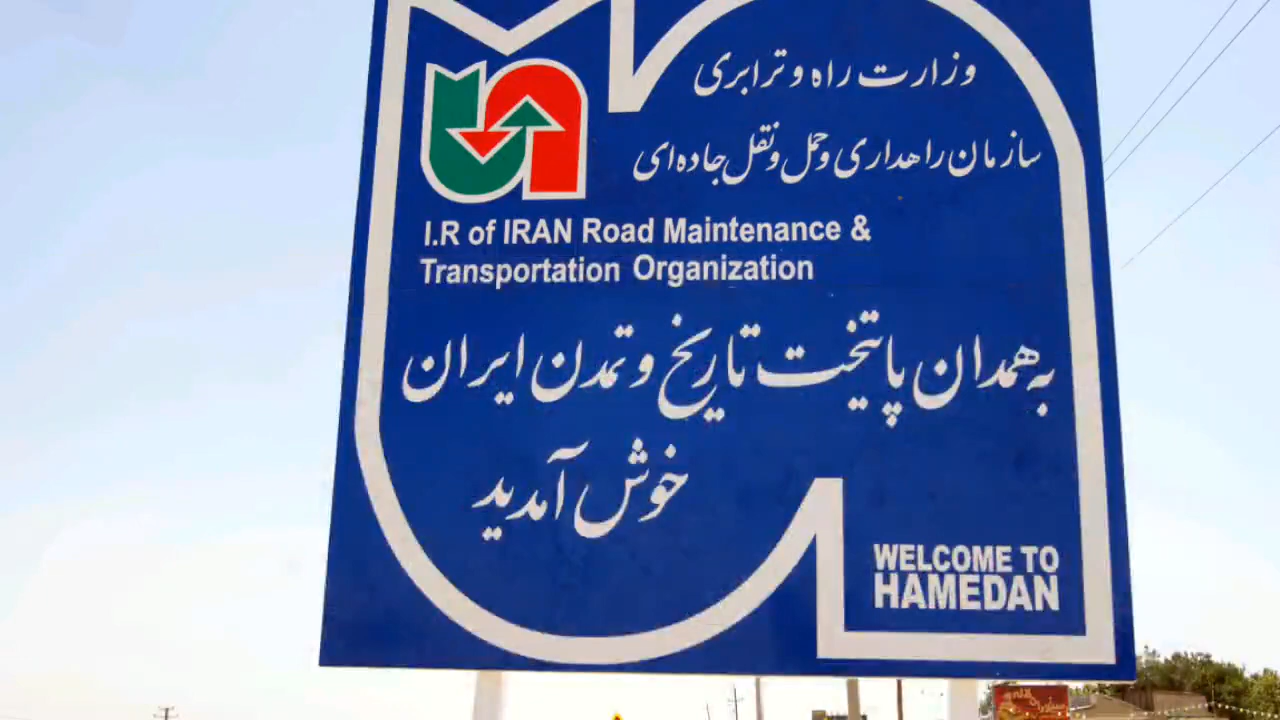 وزارت راه و ترابری
سازمان راهداری و حمل و نقل جاده‌ای
I.R of IRAN Road Maintenance &
Transportation Organization
به همدان پایتخت تاریخ و تمدن ایران
خوش آمدید
WELCOME TO
HAMEDAN